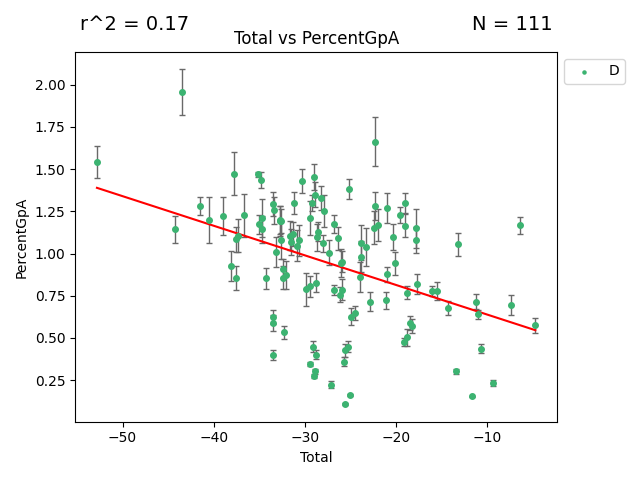 r^2 = 0.17 N = 111
Total vs PercentGpA
D
2.00
1.75
1.50
1.25
1.00
0.75
0.50
0.25
PercentGpA
−50 −40 −30 −20 −10
Total